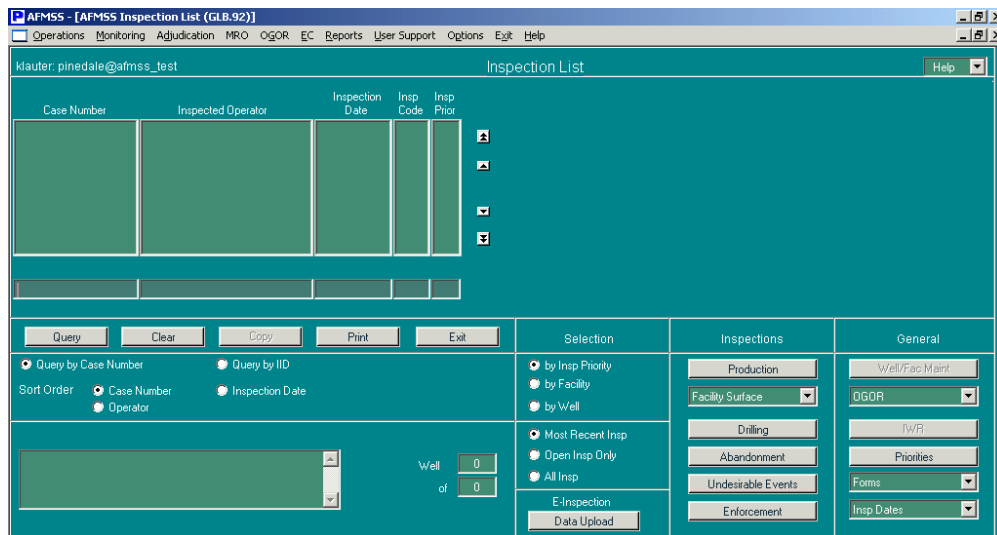 AFMSS - [AFMSS Inspection List (GLB.92)]
Operations Monitoring Adjudication MRO OGOR EC Reports User Support Options Exit Help
klauter: pinedale@afmss_test Inspection List Help
Case Number Inspected Operator Inspection Date Insp Code Insp Prior
Query Clear Copy Print Exit Selection Inspections General
Query by Case Number Query by IID by Insp Priority Production Well/Fac Maint
Sort Order Case Number Inspection Date by Facility Facility Surface OGOR
Operator by Well
Most Recent Insp Drilling IWR
Open Insp Only Abandonment Priorities
Well 0 All Insp Undesirable Events Forms
of 0 E-Inspection Enforcement Insp Dates
Data Upload